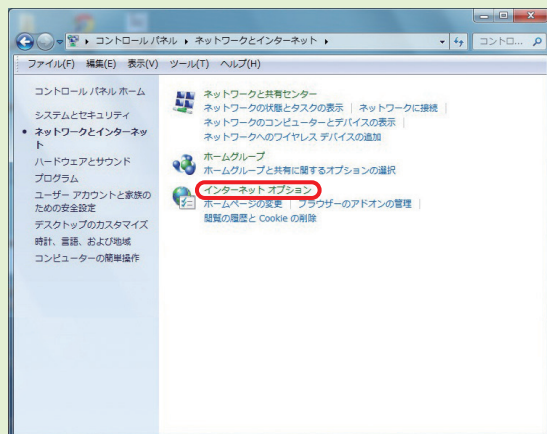 コントロール パネル ▸ ネットワークとインターネット ▸
コントロ...
ファイル(F) 編集(E) 表示(V) ツール(T) ヘルプ(H)
コントロール パネル ホーム
システムとセキュリティ
ネットワークとインターネッ
ト
ハードウェアとサウンド
プログラム
ユーザー アカウントと家族の
ための安全設定
デスクトップのカスタマイズ
時計、言語、および地域
コンピューターの簡単操作
ネットワークと共有センター
ネットワークの状態とタスクの表示 | ネットワークに接続 |
ネットワークのコンピューターとデバイスの表示 |
ネットワークへのワイヤレス デバイスの追加
ホームグループ
ホームグループと共有に関するオプションの選択
インターネット オプション
ホームページの変更 | ブラウザーのアドオンの管理 |
閲覧の履歴と Cookie の削除